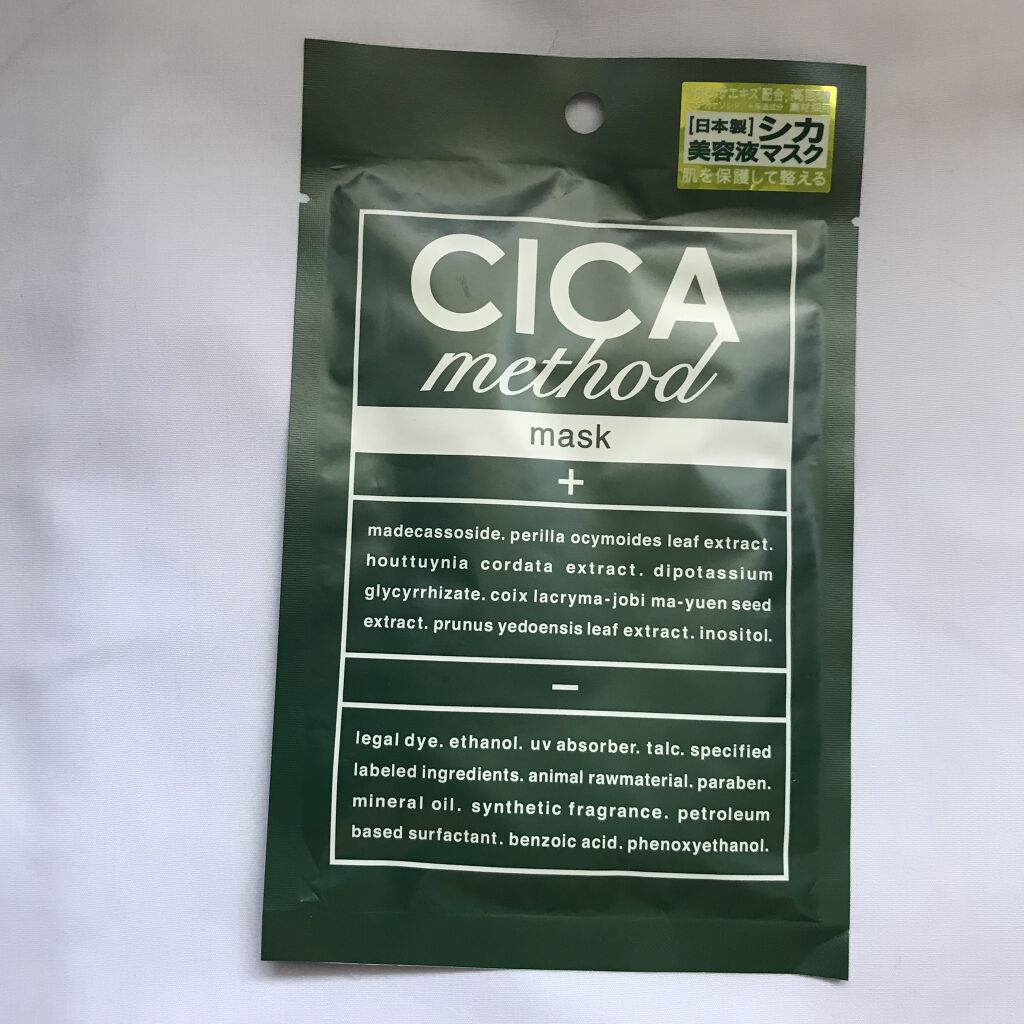 配合,高
[日本製] シカ
美容液マスク
肌を保護して整える
CICA
method
mask
+
madecassoside. perilla ocymoides leaf extract.
houttuynia cordata extract. dipotassium
glycyrrhizate. coix lacryma-jobi ma-yuen seed
extract. prunus yedoensis leaf extract. inositol.
−
legal dye. ethanol. uv absorber. talc. specified
labeled ingredients. animal rawmaterial. paraben.
mineral oil. synthetic fragrance. petroleum
based surfactant. benzoic acid. phenoxyethanol.